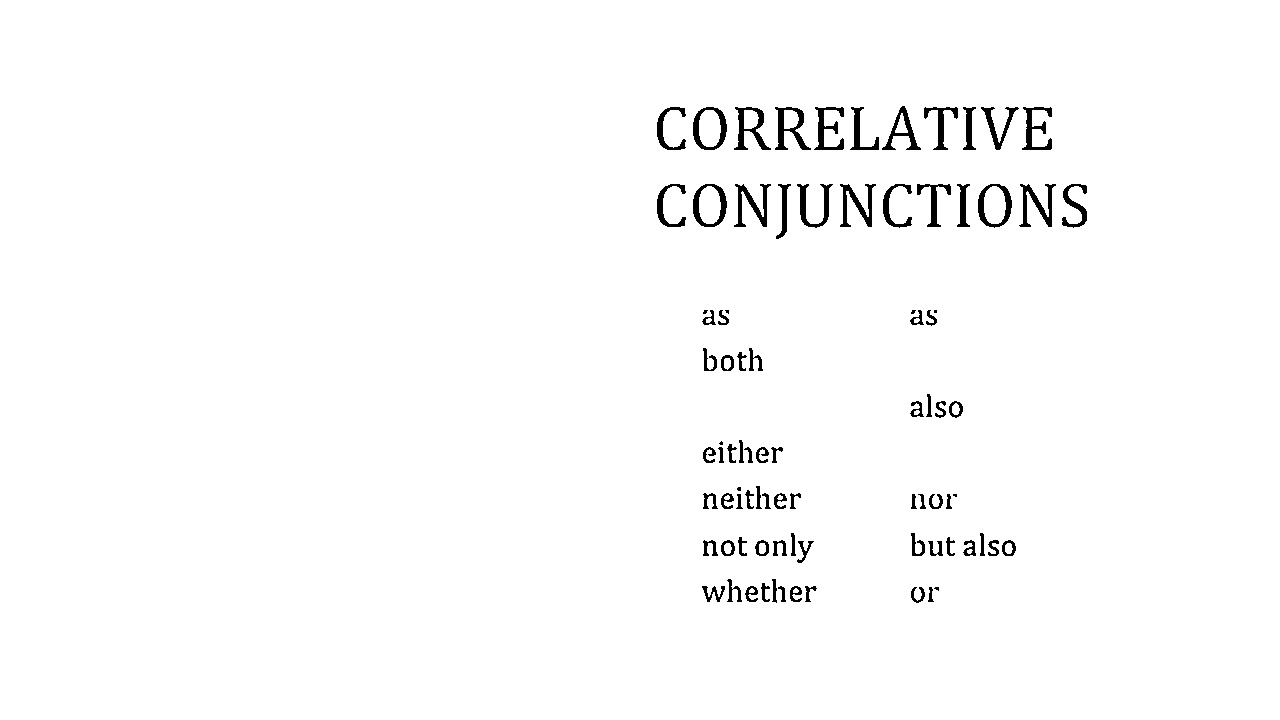 CORRELATIVE
CONJUNCTIONS
as as
both
also
either
neither nor
not only but also
whether or